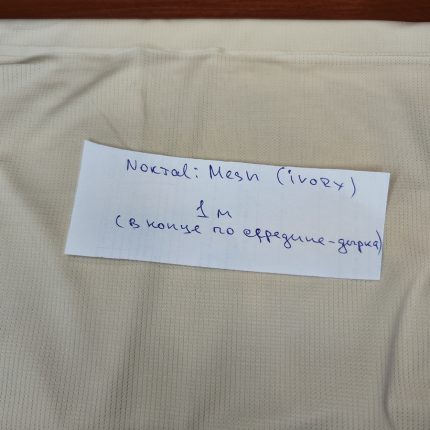 Noktal: Mesh (ivory)
1 м
(в конце по середине-дырка)